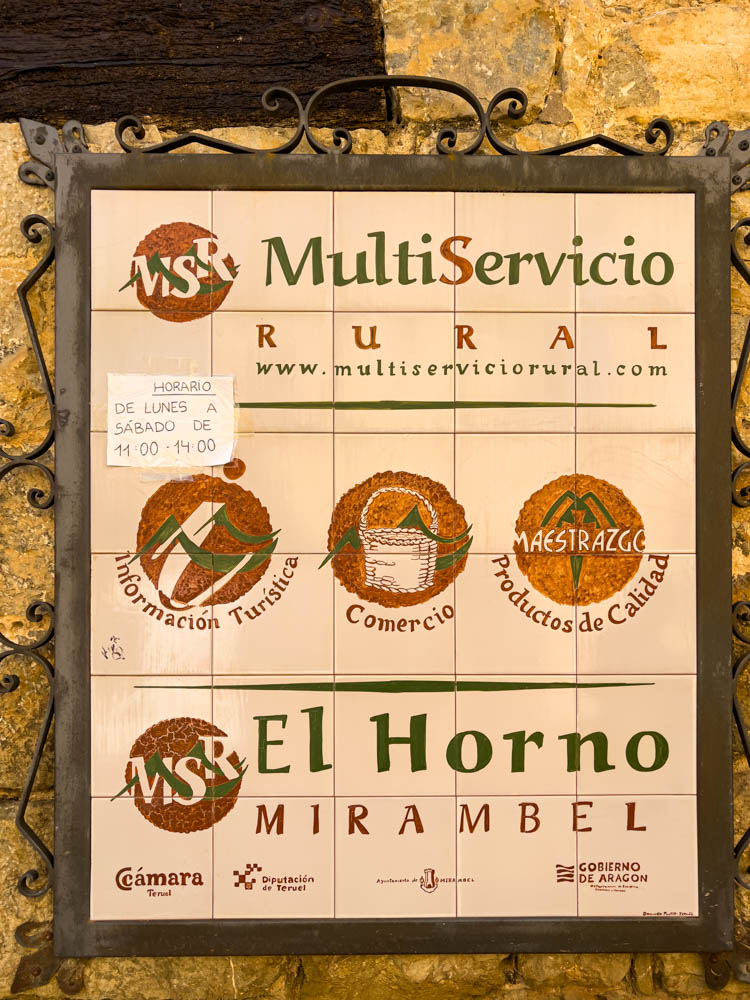 MSR MultiServicio
RURAL
www.multiserviciorural.com
HORARIO
DE LUNES A
SÁBADO DE
11:00 - 14:00
Información Turística
Comercio
MAESTRAZGO
Productos de Calidad
MSR El Horno
MIRAMBEL
Cámara
Teruel
Diputación
de Teruel
Ayuntamiento de MIRAMBEL
GOBIERNO
DE ARAGON